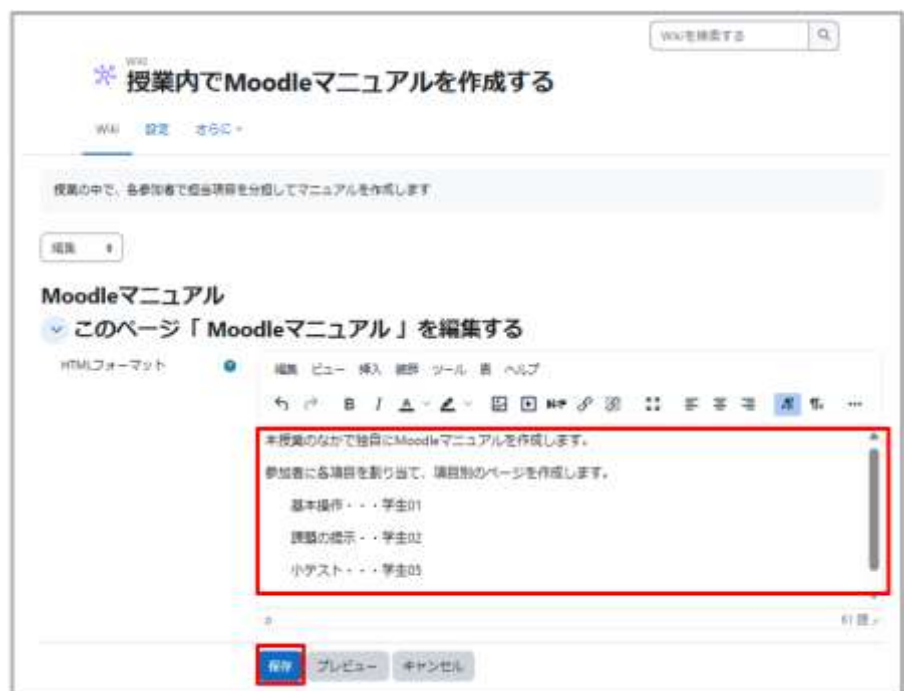 Wikiを検索する
Wiki
授業内でMoodleマニュアルを作成する
Wiki 設定 さらに
授業の中で、各参加者で担当項目を分担してマニュアルを作成します
編集
Moodleマニュアル
このページ「 Moodleマニュアル 」を編集する
HTMLフォーマット
編集 ビュー 挿入 ツール 表 ヘルプ
B I A H-P
本授業のなかで独自にMoodleマニュアルを作成します。
参加者に各項目を割り当て、項目別のページを作成します。
基本操作・・・学生01
課題の提示・・学生02
小テスト・・・学生05
p
保存 プレビュー キャンセル